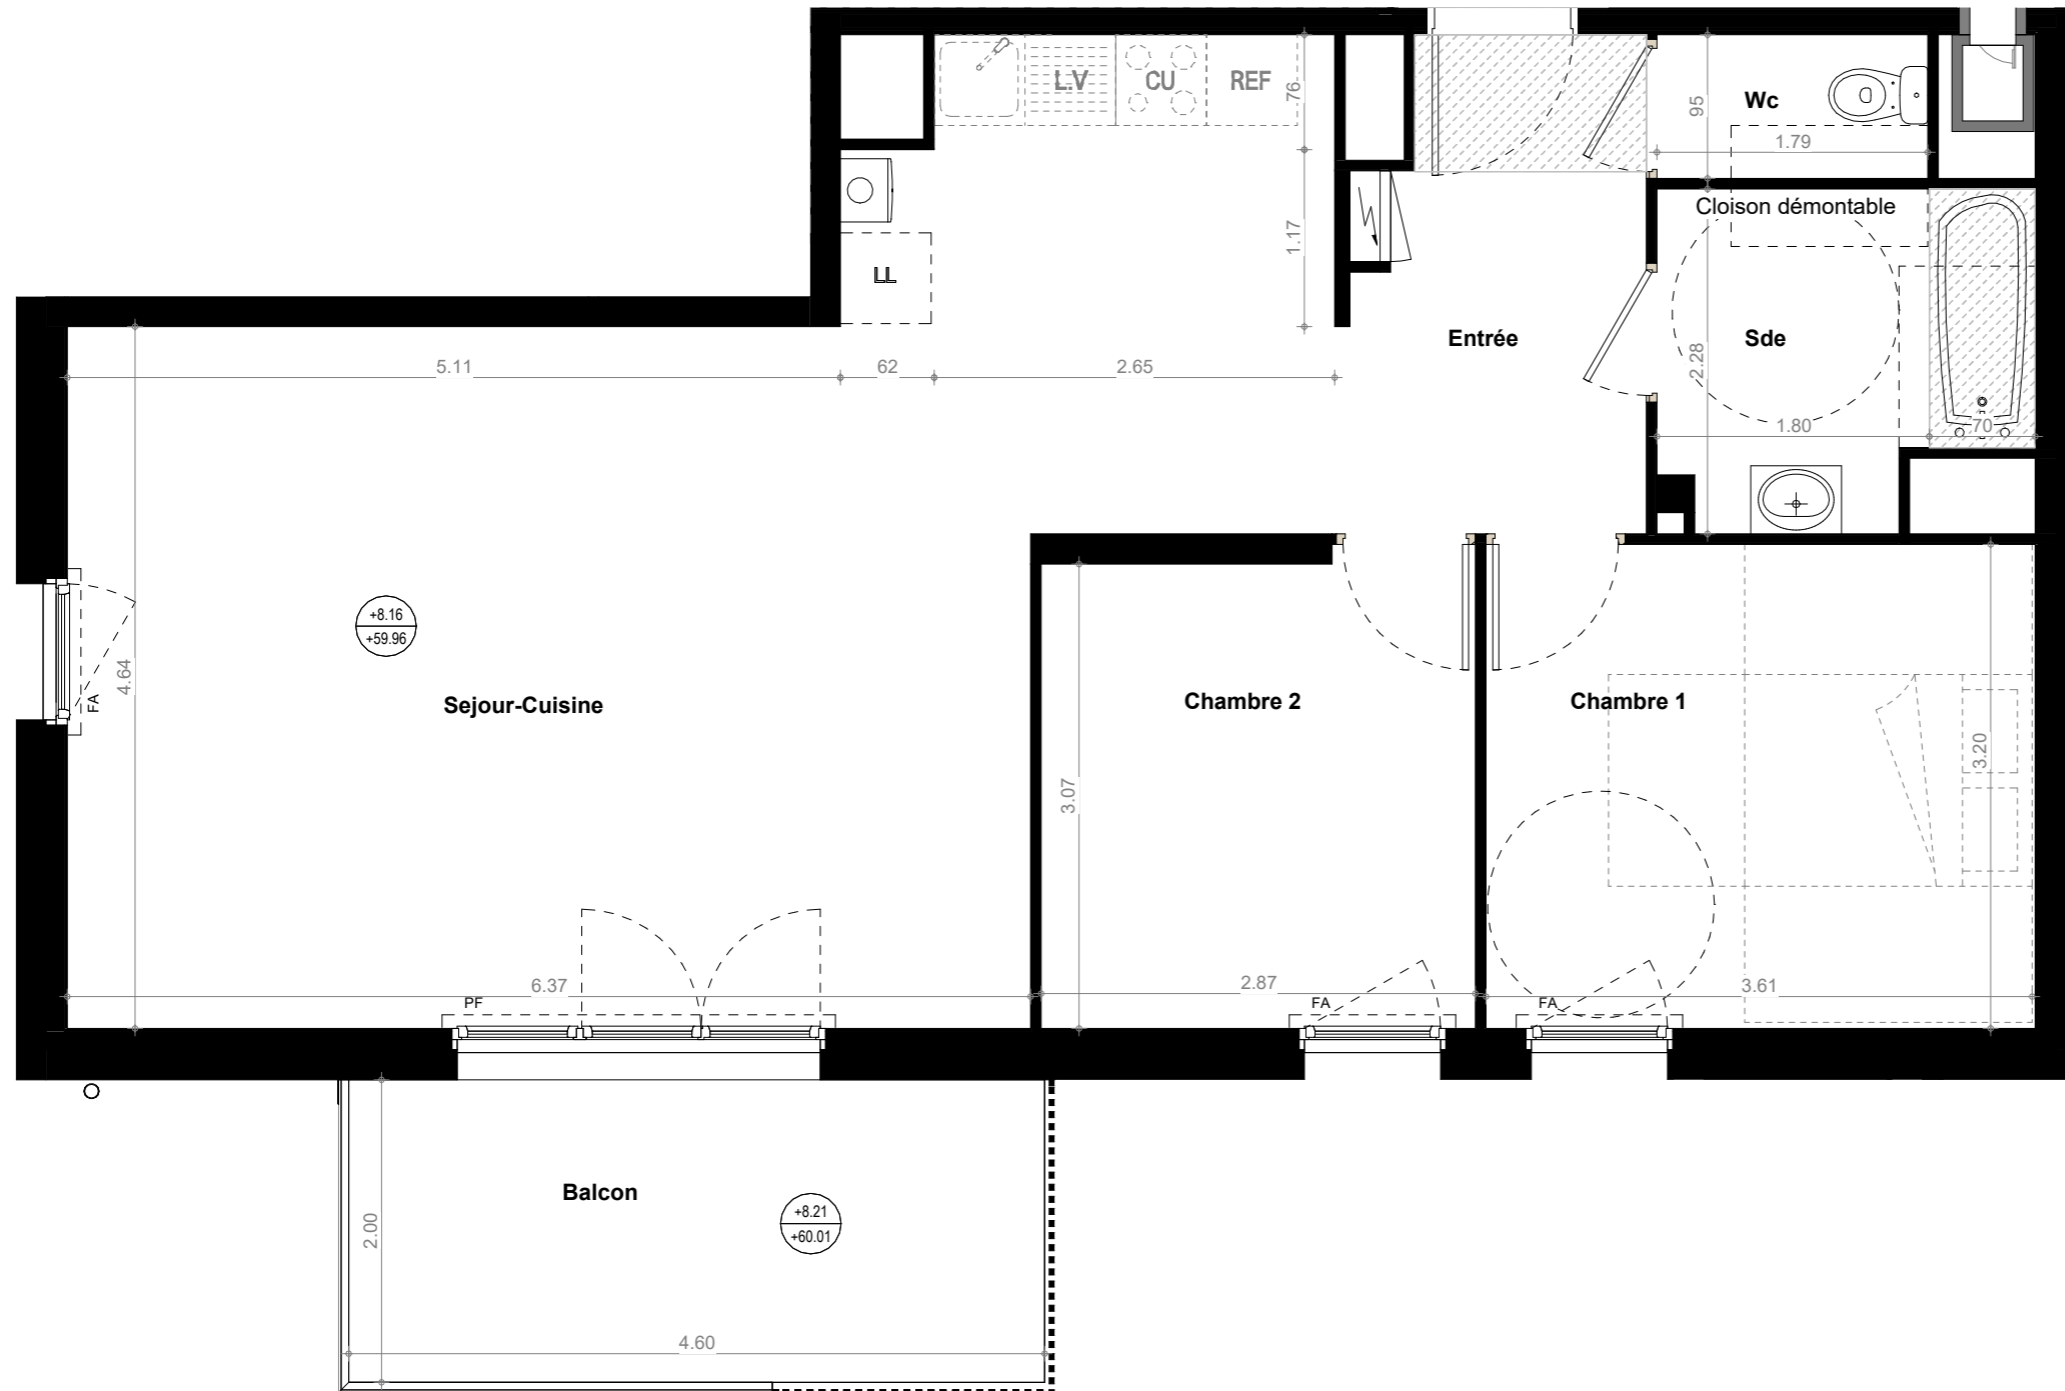 L.V
CU
REF
76
95
Wc
1.79
Cloison démontable
1.17
LL
Entrée
Sde
2.28
5.11
62
2.65
1.80
70
+8.16
+59.96
4.64
FA
Sejour-Cuisine
Chambre 2
Chambre 1
3.20
3.07
6.37
2.87
3.61
PF
FA
FA
Balcon
+8.21
+60.01
2.00
4.60